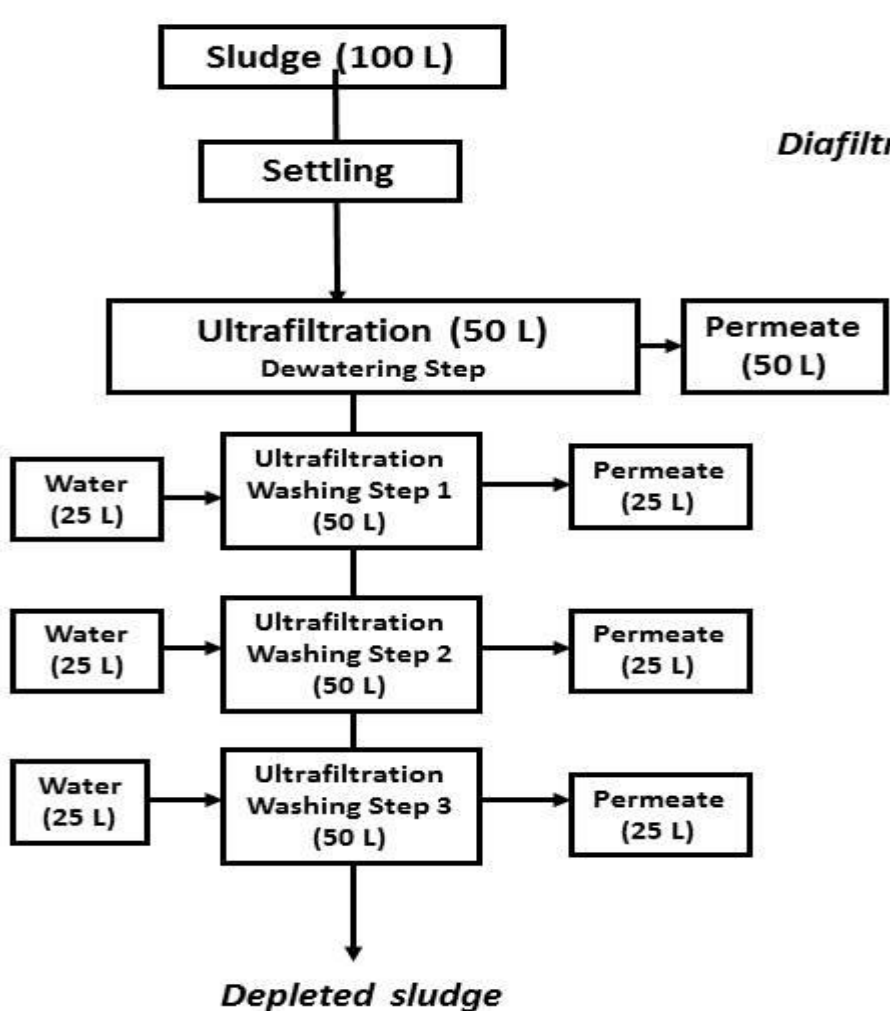 Sludge (100 L)
Settling
Ultrafiltration (50 L)
Dewatering Step
Permeate
(50 L)
Ultrafiltration
Washing Step 1
(50 L)
Water
(25 L)
Permeate
(25 L)
Ultrafiltration
Washing Step 2
(50 L)
Water
(25 L)
Permeate
(25 L)
Ultrafiltration
Washing Step 3
(50 L)
Water
(25 L)
Permeate
(25 L)
Depleted sludge